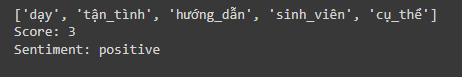 ['dạy', 'tận_tình', 'hướng_dẫn', 'sinh_viên', 'cụ_thể']
Score: 3
Sentiment: positive